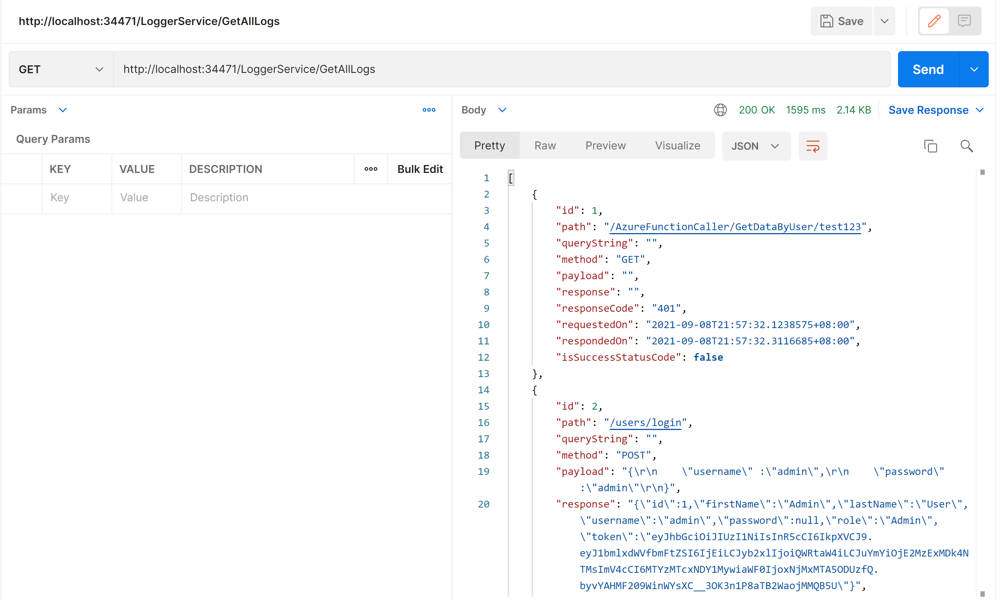 http://localhost:34471/LoggerService/GetAllLogs
Save
GET
http://localhost:34471/LoggerService/GetAllLogs
Send
Params
Body
200 OK 1595 ms 2.14 KB
Save Response
Query Params
Pretty Raw Preview Visualize JSON
KEY VALUE DESCRIPTION Bulk Edit
Key Value Description
1 [
2 {
3 "id": 1,
4 "path": "/AzureFunctionCaller/GetDataByUser/test123",
5 "queryString": "",
6 "method": "GET",
7 "payload": "",
8 "response": "",
9 "responseCode": "401",
10 "requestedOn": "2021-09-08T21:57:32.1238575+08:00",
11 "respondedOn": "2021-09-08T21:57:32.3116685+08:00",
12 "isSuccessStatusCode": false
13 },
14 {
15 "id": 2,
16 "path": "/users/login",
17 "queryString": "",
18 "method": "POST",
19 "payload": "{\r\n    \"username\" :\"admin\",\r\n    \"password\"
:\"admin\"\r\n}",
20 "response": "{\"id\":1,\"firstName\":\"Admin\",\"lastName\":\"User\",
\"username\":\"admin\",\"password\":null,\"role\":\"Admin\",
\"token\":\"eyJhbGciOiJIUzI1NiIsInR5cCI6IkpXVCJ9.
eyJ1bmlxdWVfbmFtZSI6IjEiLCJyb2xlIjoiQWRtaW4iLCJuYmYiOjE2MzExMDk4N
TMsImV4cCI6MTYzMTcxNDY1MywiaWF0IjoxNjMxMTA5ODUzfQ.
byvYAHMF209WinWYsXC__3OK3n1P8aTB2WaojMMQB5U\"}",